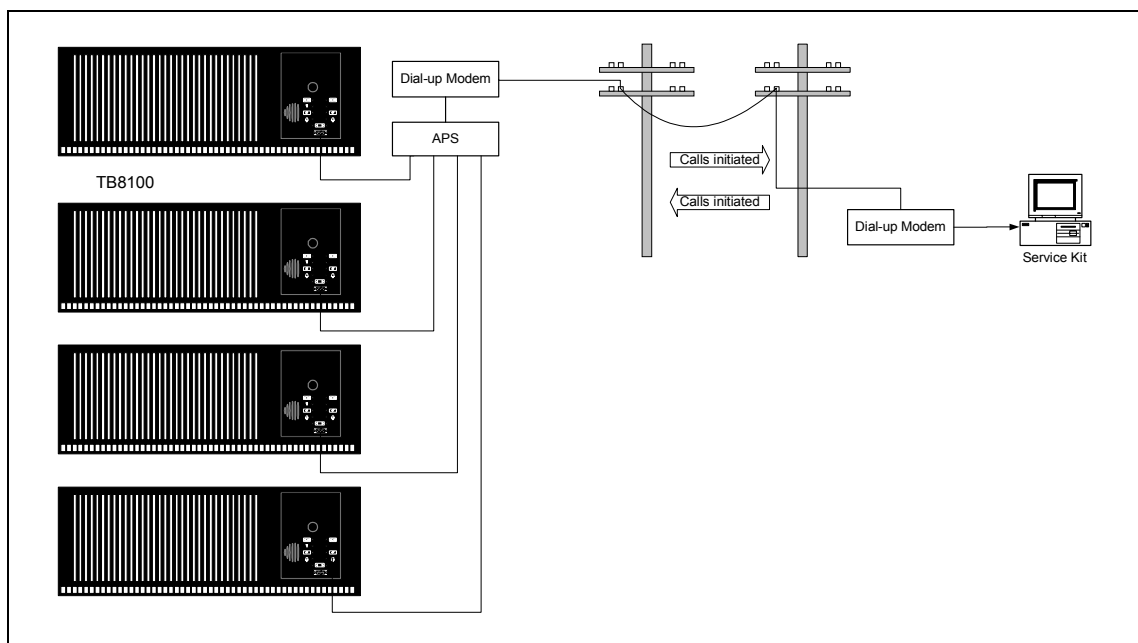 Dial-up Modem
APS
TB8100
Calls initiated
Calls initiated
Dial-up Modem
Service Kit